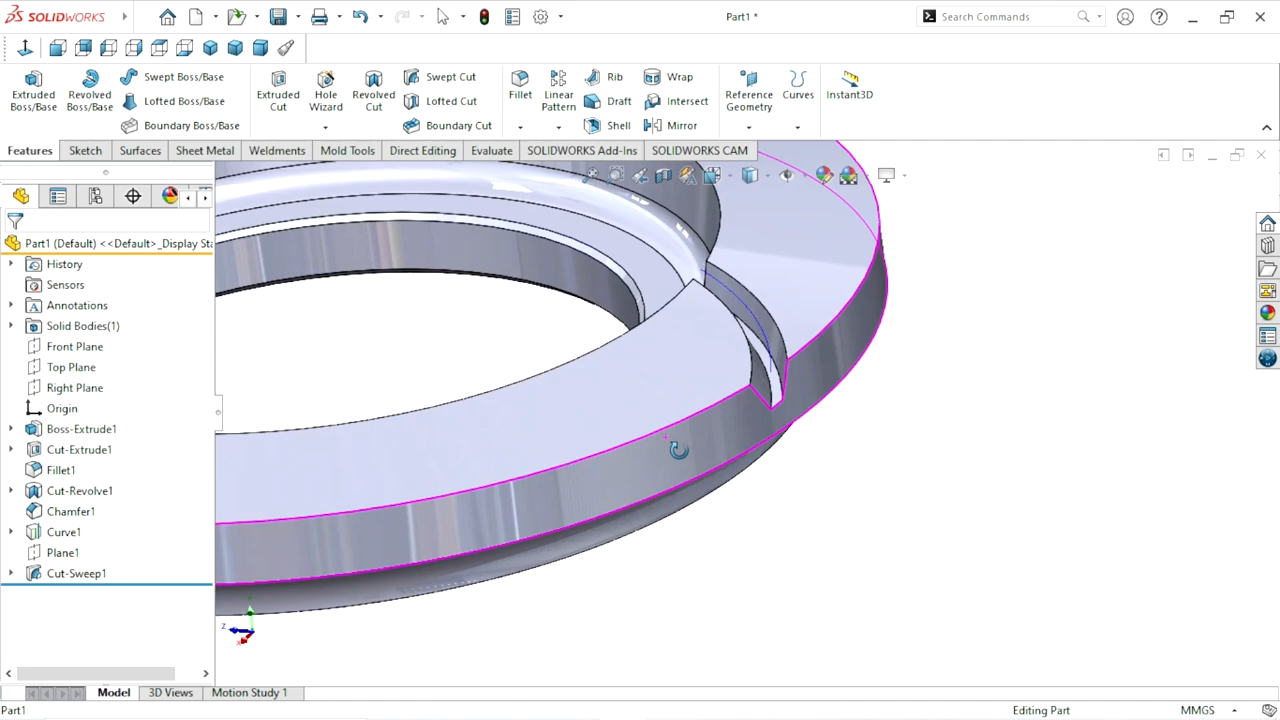 SOLIDWORKS
Part1 *
Search Commands
Extruded Boss/Base
Revolved Boss/Base
Swept Boss/Base
Lofted Boss/Base
Boundary Boss/Base
Extruded Cut
Hole Wizard
Revolved Cut
Swept Cut
Lofted Cut
Boundary Cut
Fillet
Linear Pattern
Rib
Draft
Shell
Wrap
Intersect
Mirror
Reference Geometry
Curves
Instant3D
Features Sketch Surfaces Sheet Metal Weldments Mold Tools Direct Editing Evaluate SOLIDWORKS Add-Ins SOLIDWORKS CAM
Part1 (Default) <<Default>_Display Sta
History
Sensors
Annotations
Solid Bodies(1)
Front Plane
Top Plane
Right Plane
Origin
Boss-Extrude1
Cut-Extrude1
Fillet1
Cut-Revolve1
Chamfer1
Curve1
Plane1
Cut-Sweep1
z
x
Model 3D Views Motion Study 1
Part1 Editing Part MMGS